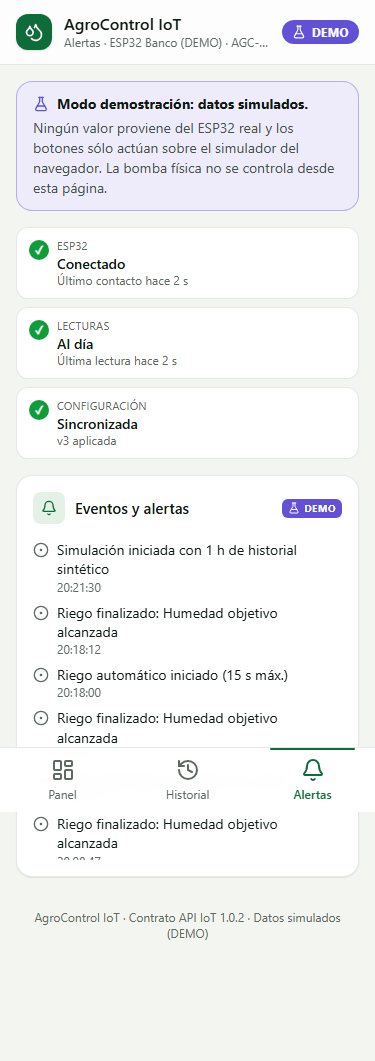 AgroControl IoT
Alertas · ESP32 Banco (DEMO) · AGC-...
DEMO
Modo demostración: datos simulados.
Ningún valor proviene del ESP32 real y los
botones sólo actúan sobre el simulador del
navegador. La bomba física no se controla desde
esta página.
ESP32
Conectado
Último contacto hace 2 s
LECTURAS
Al día
Última lectura hace 2 s
CONFIGURACIÓN
Sincronizada
v3 aplicada
Eventos y alertas
DEMO
Simulación iniciada con 1 h de historial
sintético
20:21:30
Riego finalizado: Humedad objetivo
alcanzada
20:18:12
Riego automático iniciado (15 s máx.)
20:18:00
Riego finalizado: Humedad objetivo
alcanzada
Panel
Historial
Alertas
Riego finalizado: Humedad objetivo
alcanzada
AgroControl IoT · Contrato API IoT 1.0.2 · Datos simulados
(DEMO)